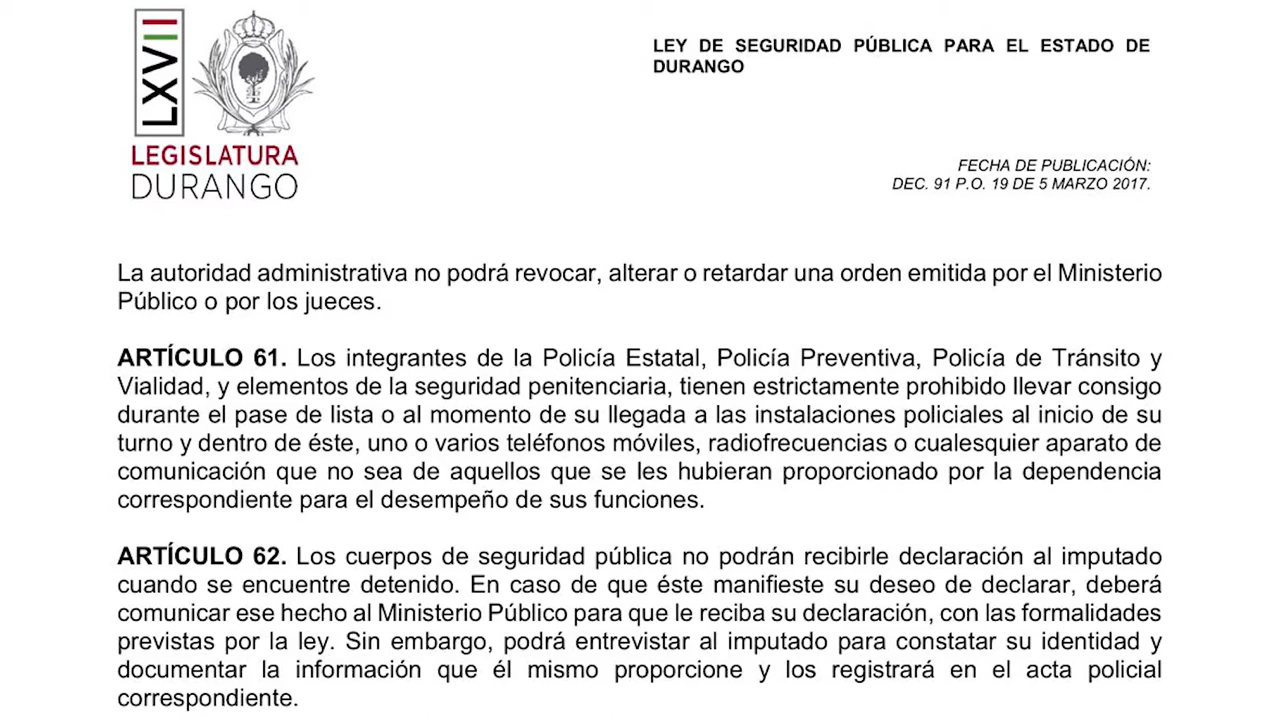 LXVII
LEGISLATURA
DURANGO
LEY DE SEGURIDAD PÚBLICA PARA EL ESTADO DE
DURANGO
FECHA DE PUBLICACIÓN:
DEC. 91 P.O. 19 DE 5 MARZO 2017.
La autoridad administrativa no podrá revocar, alterar o retardar una orden emitida por el Ministerio
Público o por los jueces.
ARTÍCULO 61. Los integrantes de la Policía Estatal, Policía Preventiva, Policía de Tránsito y
Vialidad, y elementos de la seguridad penitenciaria, tienen estrictamente prohibido llevar consigo
durante el pase de lista o al momento de su llegada a las instalaciones policiales al inicio de su
turno y dentro de éste, uno o varios teléfonos móviles, radiofrecuencias o cualesquier aparato de
comunicación que no sea de aquellos que se les hubieran proporcionado por la dependencia
correspondiente para el desempeño de sus funciones.
ARTÍCULO 62. Los cuerpos de seguridad pública no podrán recibirle declaración al imputado
cuando se encuentre detenido. En caso de que éste manifieste su deseo de declarar, deberá
comunicar ese hecho al Ministerio Público para que le reciba su declaración, con las formalidades
previstas por la ley. Sin embargo, podrá entrevistar al imputado para constatar su identidad y
documentar la información que él mismo proporcione y los registrará en el acta policial
correspondiente.